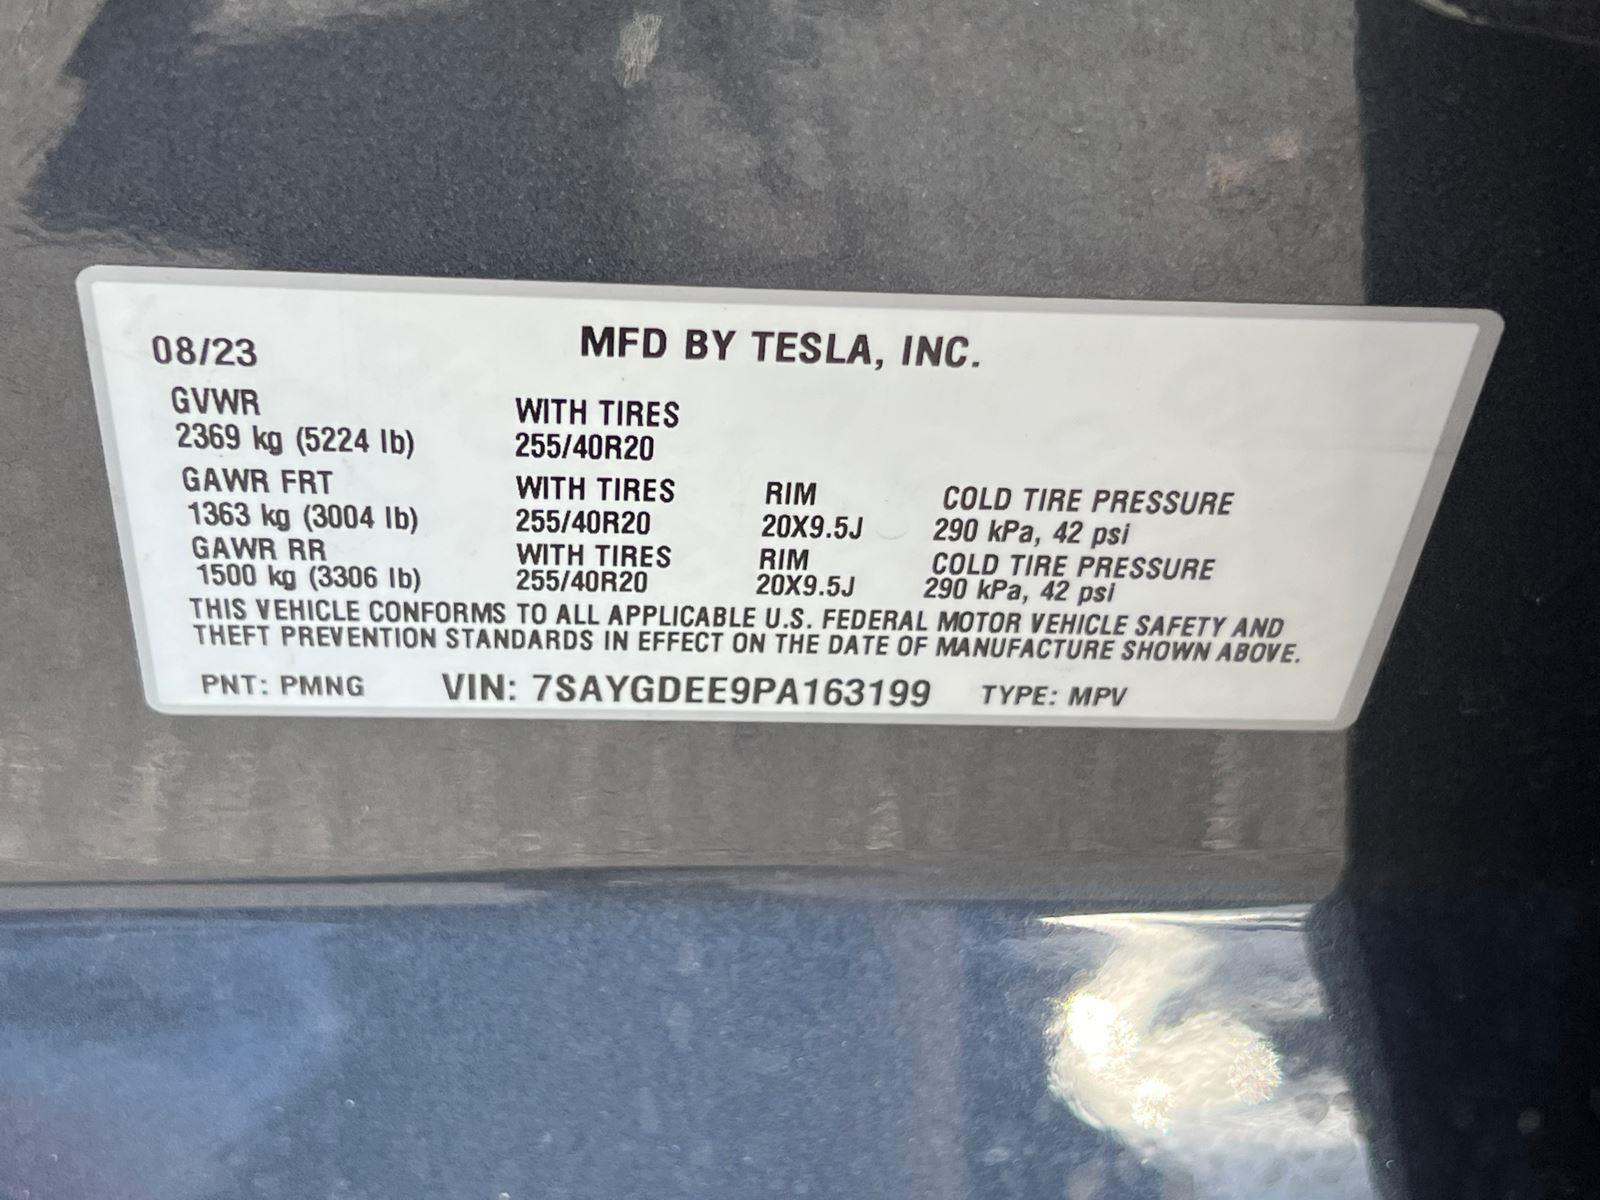 08/23 MFD BY TESLA, INC.
GVWR WITH TIRES
2369 kg (5224 lb) 255/40R20
GAWR FRT WITH TIRES RIM COLD TIRE PRESSURE
1363 kg (3004 lb) 255/40R20 20X9.5J 290 kPa, 42 psi
GAWR RR WITH TIRES RIM COLD TIRE PRESSURE
1500 kg (3306 lb) 255/40R20 20X9.5J 290 kPa, 42 psi
THIS VEHICLE CONFORMS TO ALL APPLICABLE U.S. FEDERAL MOTOR VEHICLE SAFETY AND
THEFT PREVENTION STANDARDS IN EFFECT ON THE DATE OF MANUFACTURE SHOWN ABOVE.
PNT: PMNG VIN: 7SAYGDEE9PA163199 TYPE: MPV